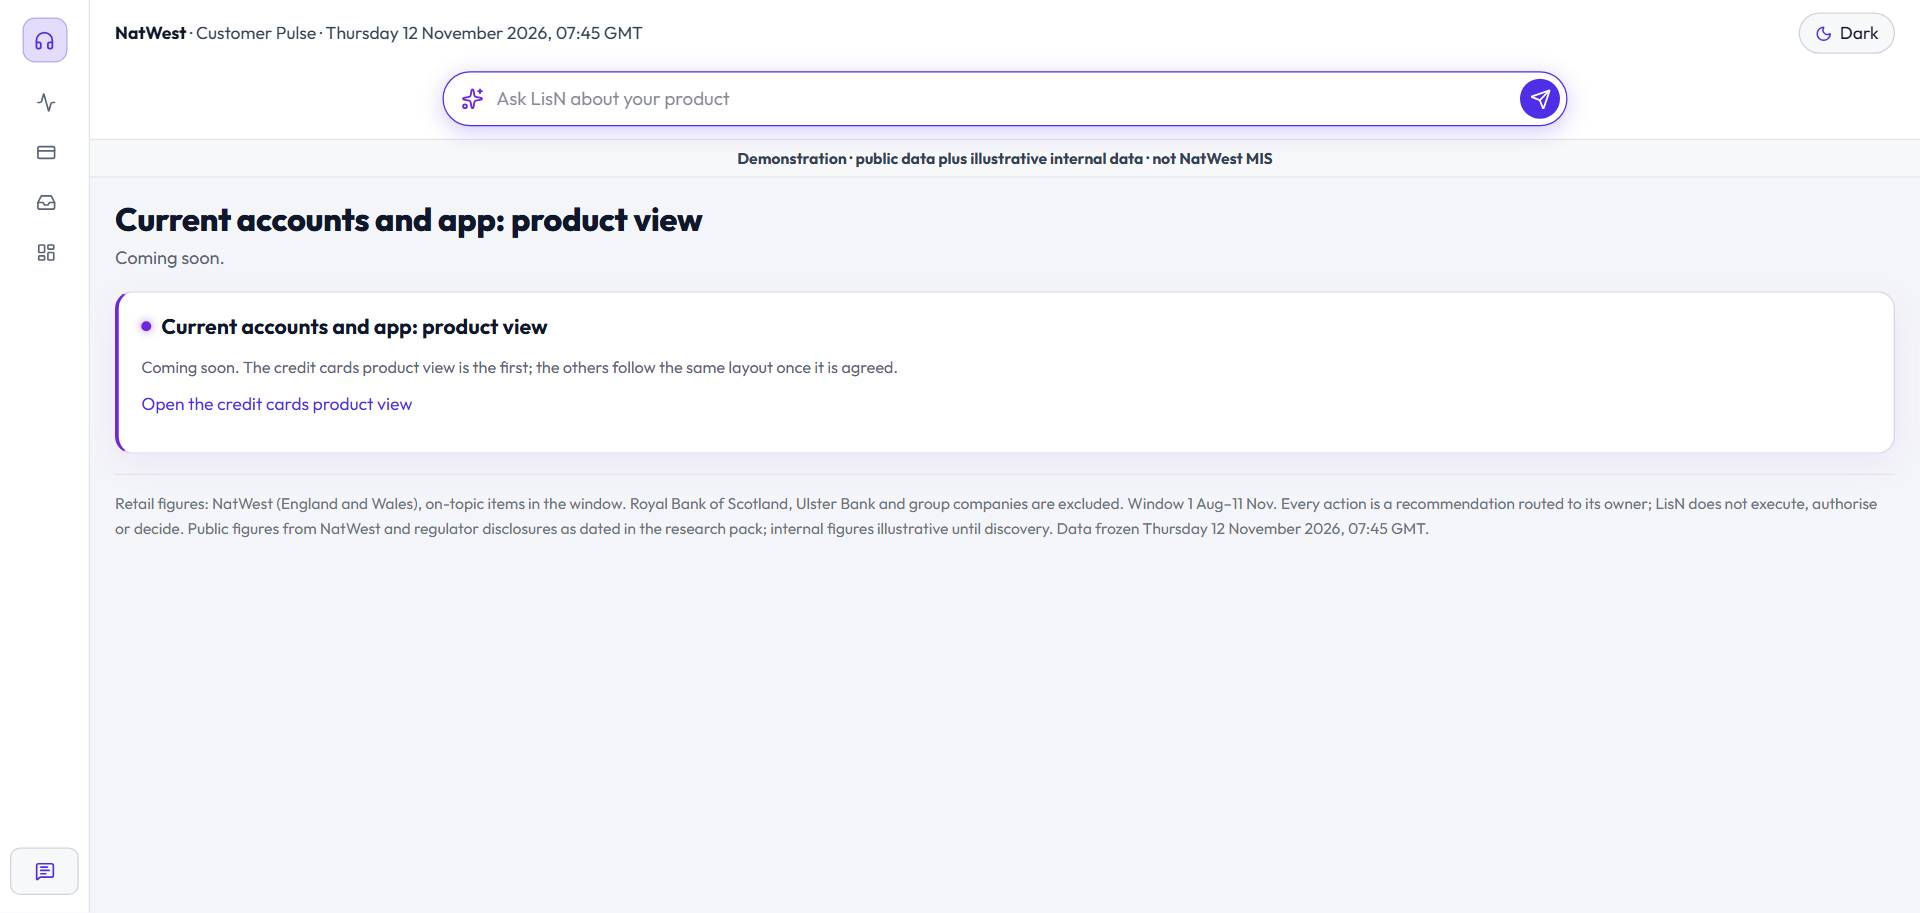 NatWest · Customer Pulse · Thursday 12 November 2026, 07:45 GMT
Dark
Ask LisN about your product
Demonstration · public data plus illustrative internal data · not NatWest MIS
Current accounts and app: product view
Coming soon.
Current accounts and app: product view
Coming soon. The credit cards product view is the first; the others follow the same layout once it is agreed.
Open the credit cards product view
Retail figures: NatWest (England and Wales), on-topic items in the window. Royal Bank of Scotland, Ulster Bank and group companies are excluded. Window 1 Aug–11 Nov. Every action is a recommendation routed to its owner; LisN does not execute, authorise
or decide. Public figures from NatWest and regulator disclosures as dated in the research pack; internal figures illustrative until discovery. Data frozen Thursday 12 November 2026, 07:45 GMT.